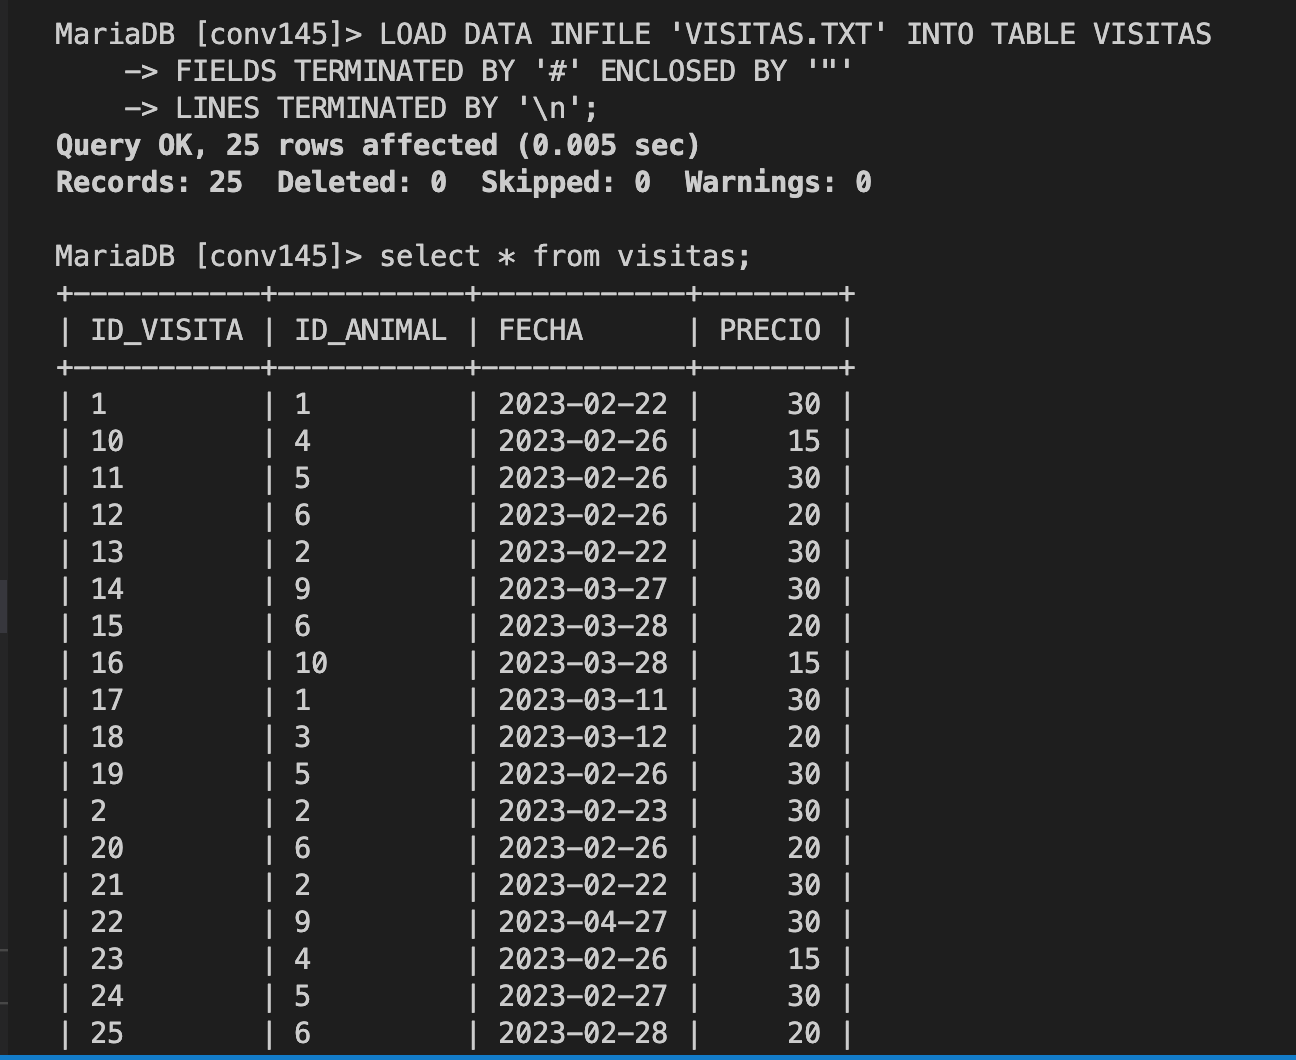 MariaDB [conv145]> LOAD DATA INFILE 'VISITAS.TXT' INTO TABLE VISITAS
    -> FIELDS TERMINATED BY '#' ENCLOSED BY '"'
    -> LINES TERMINATED BY '\n';
Query OK, 25 rows affected (0.005 sec)
Records: 25  Deleted: 0  Skipped: 0  Warnings: 0

MariaDB [conv145]> select * from visitas;
+-----------+-----------+------------+--------+
| ID_VISITA | ID_ANIMAL | FECHA      | PRECIO |
+-----------+-----------+------------+--------+
| 1         | 1         | 2023-02-22 |     30 |
| 10        | 4         | 2023-02-26 |     15 |
| 11        | 5         | 2023-02-26 |     30 |
| 12        | 6         | 2023-02-26 |     20 |
| 13        | 2         | 2023-02-22 |     30 |
| 14        | 9         | 2023-03-27 |     30 |
| 15        | 6         | 2023-03-28 |     20 |
| 16        | 10        | 2023-03-28 |     15 |
| 17        | 1         | 2023-03-11 |     30 |
| 18        | 3         | 2023-03-12 |     20 |
| 19        | 5         | 2023-02-26 |     30 |
| 2         | 2         | 2023-02-23 |     30 |
| 20        | 6         | 2023-02-26 |     20 |
| 21        | 2         | 2023-02-22 |     30 |
| 22        | 9         | 2023-04-27 |     30 |
| 23        | 4         | 2023-02-26 |     15 |
| 24        | 5         | 2023-02-27 |     30 |
| 25        | 6         | 2023-02-28 |     20 |